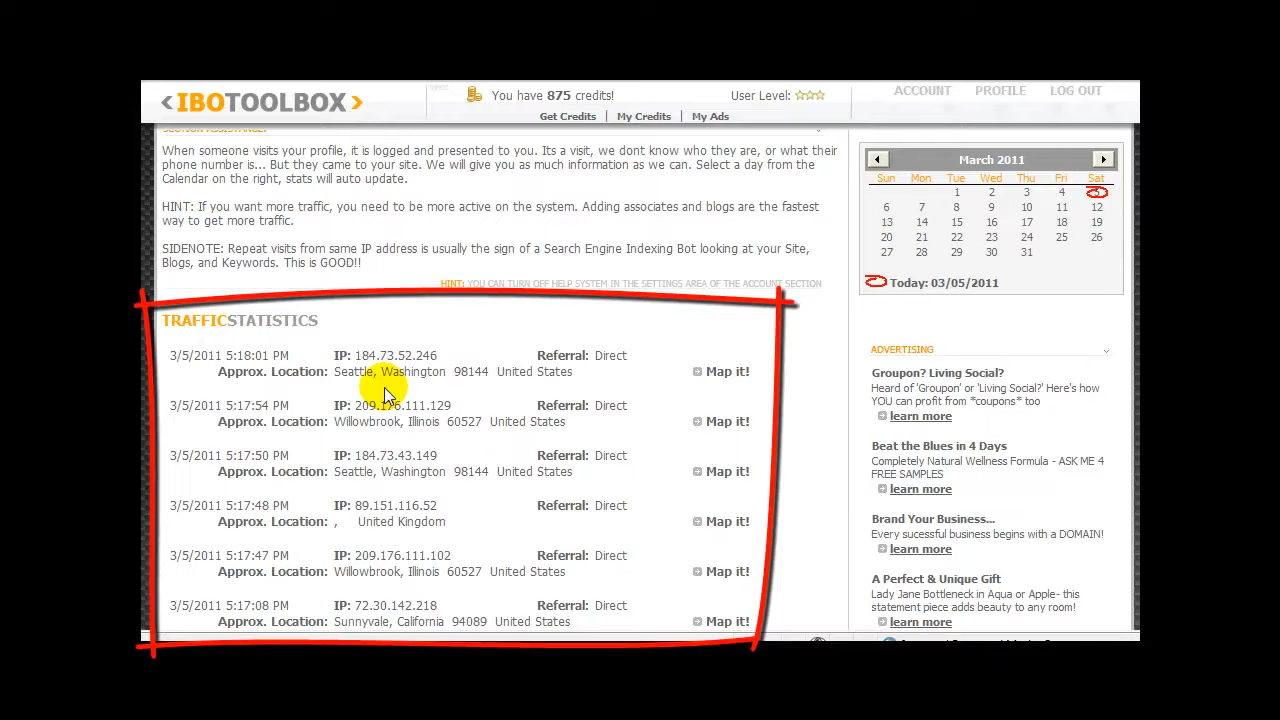 <IBOTOOLBOX>
You have 875 credits!
User Level:
Get Credits | My Credits | My Ads
ACCOUNT PROFILE LOG OUT
When someone visits your profile, it is logged and presented to you. Its a visit, we dont know who they are, or what their
phone number is... But they came to your site. We will give you as much information as we can. Select a day from the
Calendar on the right, stats will auto update.
HINT: If you want more traffic, you need to be more active on the system. Adding associates and blogs are the fastest
way to get more traffic.
SIDENOTE: Repeat visits from same IP address is usually the sign of a Search Engine Indexing Bot looking at your Site,
Blogs, and Keywords. This is GOOD!!
HINT: YOU CAN TURN OFF HELP SYSTEM IN THE SETTINGS AREA OF THE ACCOUNT SECTION
TRAFFICSTATISTICS
3/5/2011 5:18:01 PM IP: 184.73.52.246 Referral: Direct
Approx. Location: Seattle, Washington 98144 United States Map it!
3/5/2011 5:17:54 PM IP: 209.176.111.129 Referral: Direct
Approx. Location: Willowbrook, Illinois 60527 United States Map it!
3/5/2011 5:17:50 PM IP: 184.73.43.149 Referral: Direct
Approx. Location: Seattle, Washington 98144 United States Map it!
3/5/2011 5:17:48 PM IP: 89.151.116.52 Referral: Direct
Approx. Location: , United Kingdom Map it!
3/5/2011 5:17:47 PM IP: 209.176.111.102 Referral: Direct
Approx. Location: Willowbrook, Illinois 60527 United States Map it!
3/5/2011 5:17:08 PM IP: 72.30.142.218 Referral: Direct
Approx. Location: Sunnyvale, California 94089 United States Map it!
March 2011
Sun Mon Tue Wed Thu Fri Sat
1 2 3 4 5
6 7 8 9 10 11 12
13 14 15 16 17 18 19
20 21 22 23 24 25 26
27 28 29 30 31
Today: 03/05/2011
ADVERTISING
Groupon? Living Social?
Heard of 'Groupon' or 'Living Social?' Here's how
YOU can profit from *coupons* too
learn more
Beat the Blues in 4 Days
Completely Natural Wellness Formula - ASK ME 4
FREE SAMPLES
learn more
Brand Your Business...
Every sucessful business begins with a DOMAIN!
learn more
A Perfect & Unique Gift
Lady Jane Bottleneck in Aqua or Apple- this
statement piece adds beauty to any room!
learn more